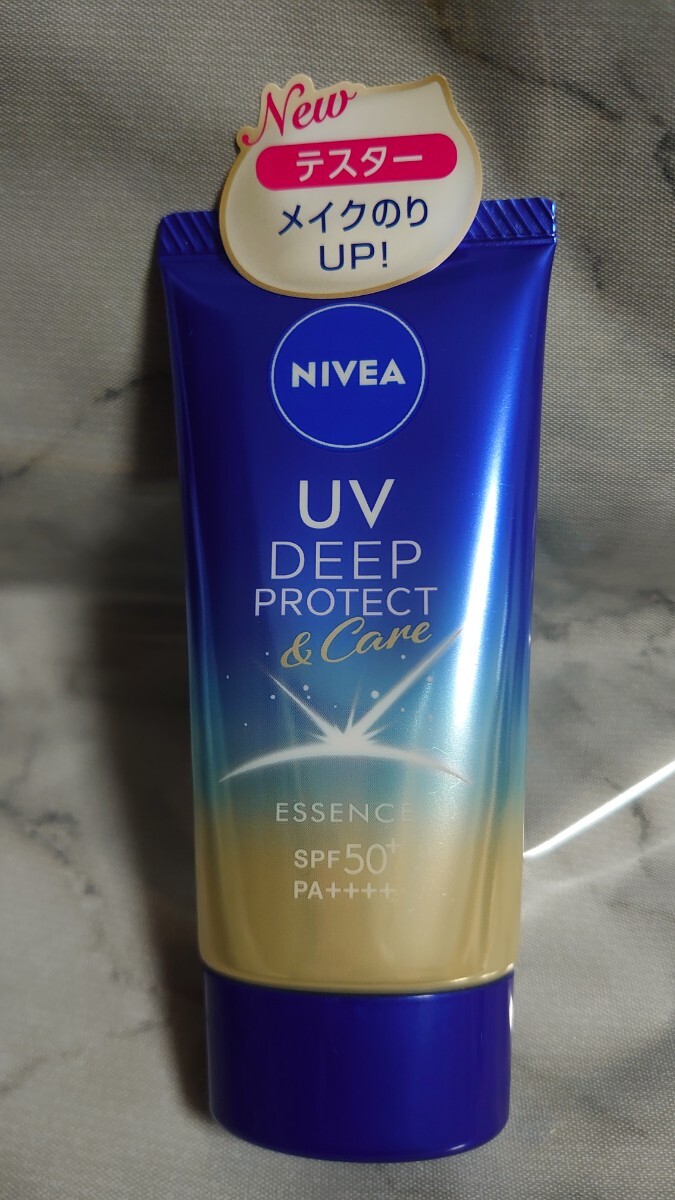 New
テスター
メイクのり
UP!
NIVEA
UV
DEEP
PROTECT
& Care
ESSENCE
SPF50+
PA++++